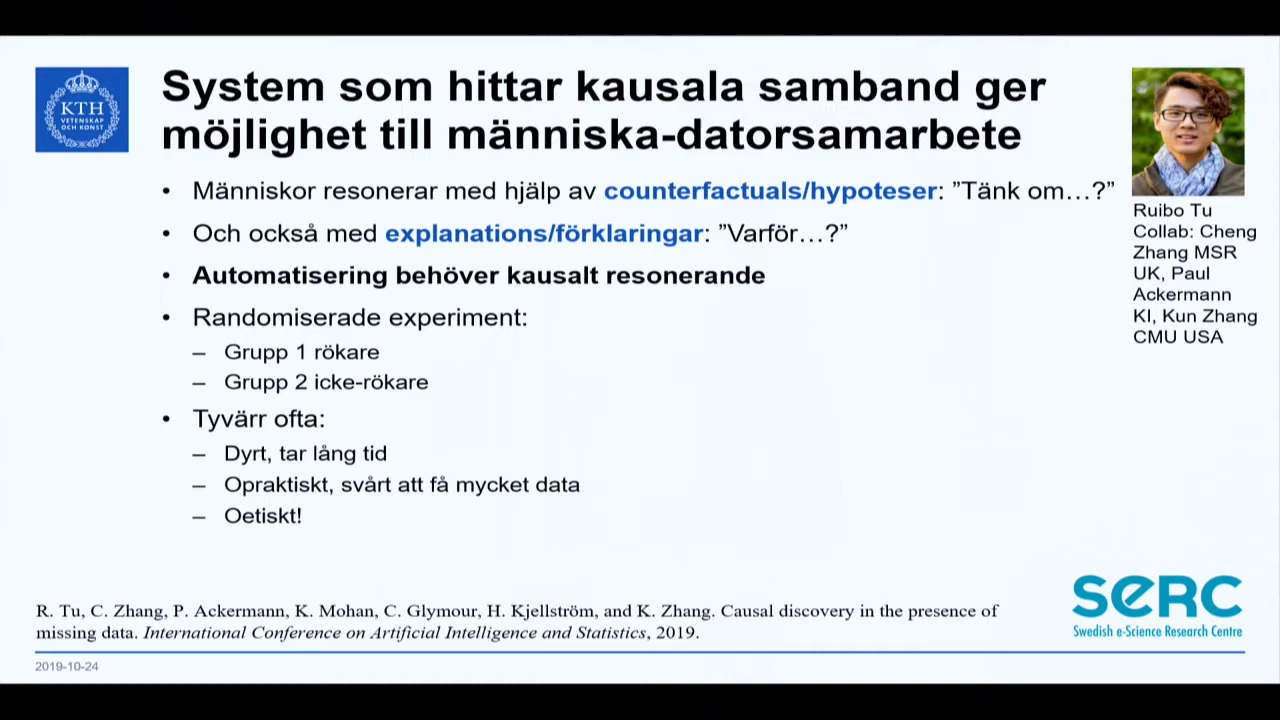 KTH
VETENSKAP
OCH KONST
System som hittar kausala samband ger
möjlighet till människa-datorsamarbete
• Människor resonerar med hjälp av counterfactuals/hypoteser: ”Tänk om…?”
• Och också med explanations/förklaringar: ”Varför…?”
• Automatisering behöver kausalt resonerande
• Randomiserade experiment:
– Grupp 1 rökare
– Grupp 2 icke-rökare
• Tyvärr ofta:
– Dyrt, tar lång tid
– Opraktiskt, svårt att få mycket data
– Oetiskt!
Ruibo Tu
Collab: Cheng
Zhang MSR
UK, Paul
Ackermann
KI, Kun Zhang
CMU USA
R. Tu, C. Zhang, P. Ackermann, K. Mohan, C. Glymour, H. Kjellström, and K. Zhang. Causal discovery in the presence of
missing data. International Conference on Artificial Intelligence and Statistics, 2019.
SeRC
Swedish e-Science Research Centre
2019-10-24